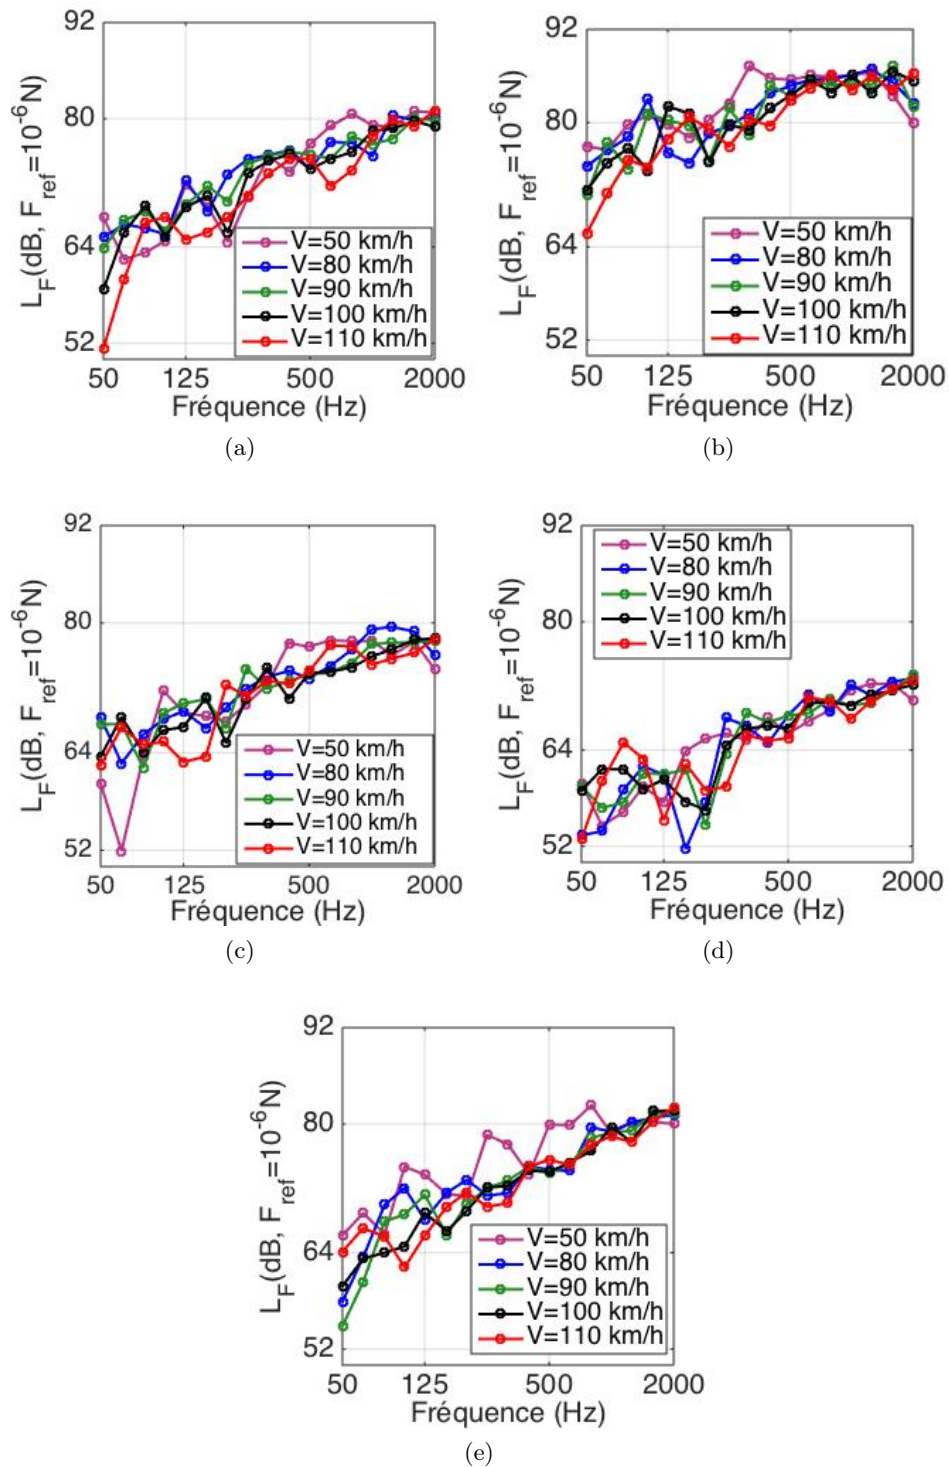 92
80
64
52
L_F(dB, F_ref=10^-6N)
50 125 500 2000
Fréquence (Hz)
V=50 km/h
V=80 km/h
V=90 km/h
V=100 km/h
V=110 km/h
(a)
92
80
64
52
L_F(dB, F_ref=10^-6N)
50 125 500 2000
Fréquence (Hz)
V=50 km/h
V=80 km/h
V=90 km/h
V=100 km/h
V=110 km/h
(b)
92
80
64
52
L_F(dB, F_ref=10^-6N)
50 125 500 2000
Fréquence (Hz)
V=50 km/h
V=80 km/h
V=90 km/h
V=100 km/h
V=110 km/h
(c)
92
80
64
52
L_F(dB, F_ref=10^-6N)
50 125 500 2000
Fréquence (Hz)
V=50 km/h
V=80 km/h
V=90 km/h
V=100 km/h
V=110 km/h
(d)
92
80
64
52
L_F(dB, F_ref=10^-6N)
50 125 500 2000
Fréquence (Hz)
V=50 km/h
V=80 km/h
V=90 km/h
V=100 km/h
V=110 km/h
(e)